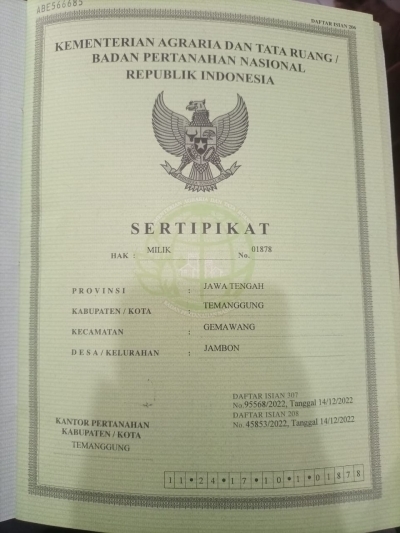 ABE566685
DAFTAR ISIAN 206
KEMENTERIAN AGRARIA DAN TATA RUANG /
BADAN PERTANAHAN NASIONAL
REPUBLIK INDONESIA
SERTIPIKAT
HAK : MILIK No. 01878
PROVINSI : JAWA TENGAH
KABUPATEN / KOTA : TEMANGGUNG
KECAMATAN : GEMAWANG
DESA / KELURAHAN : JAMBON
DAFTAR ISIAN 307
No. 95568/2022, Tanggal 14/12/2022
DAFTAR ISIAN 208
No. 45853/2022, Tanggal 14/12/2022
KANTOR PERTANAHAN
KABUPATEN / KOTA
TEMANGGUNG
11•24•17•10•1•01878